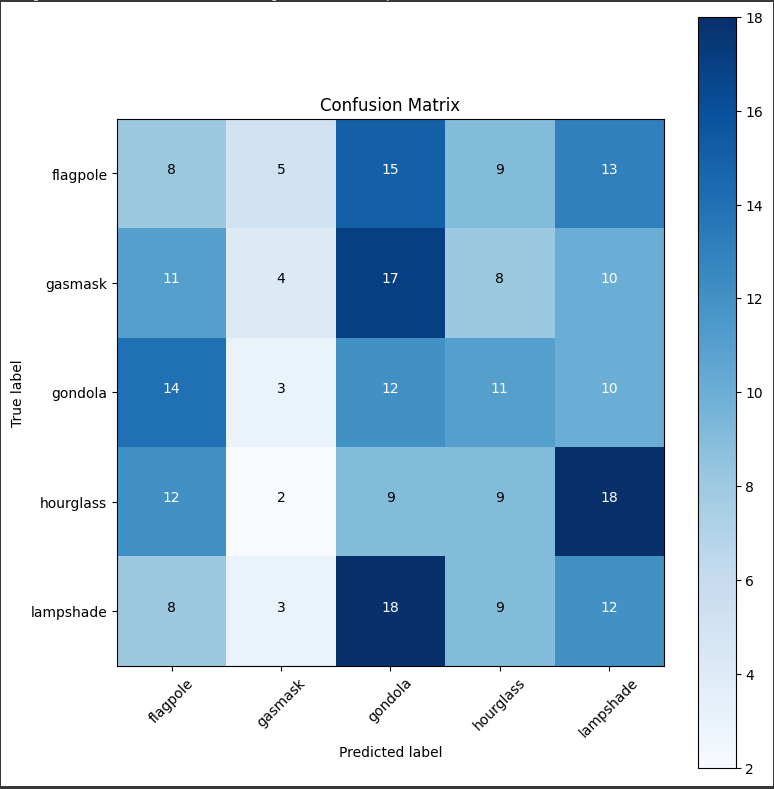 Confusion Matrix
18
16
14
12
10
8
6
4
2
True label
flagpole 8 5 15 9 13
gasmask 11 4 17 8 10
gondola 14 3 12 11 10
hourglass 12 2 9 9 18
lampshade 8 3 18 9 12
flagpole gasmask gondola hourglass lampshade
Predicted label